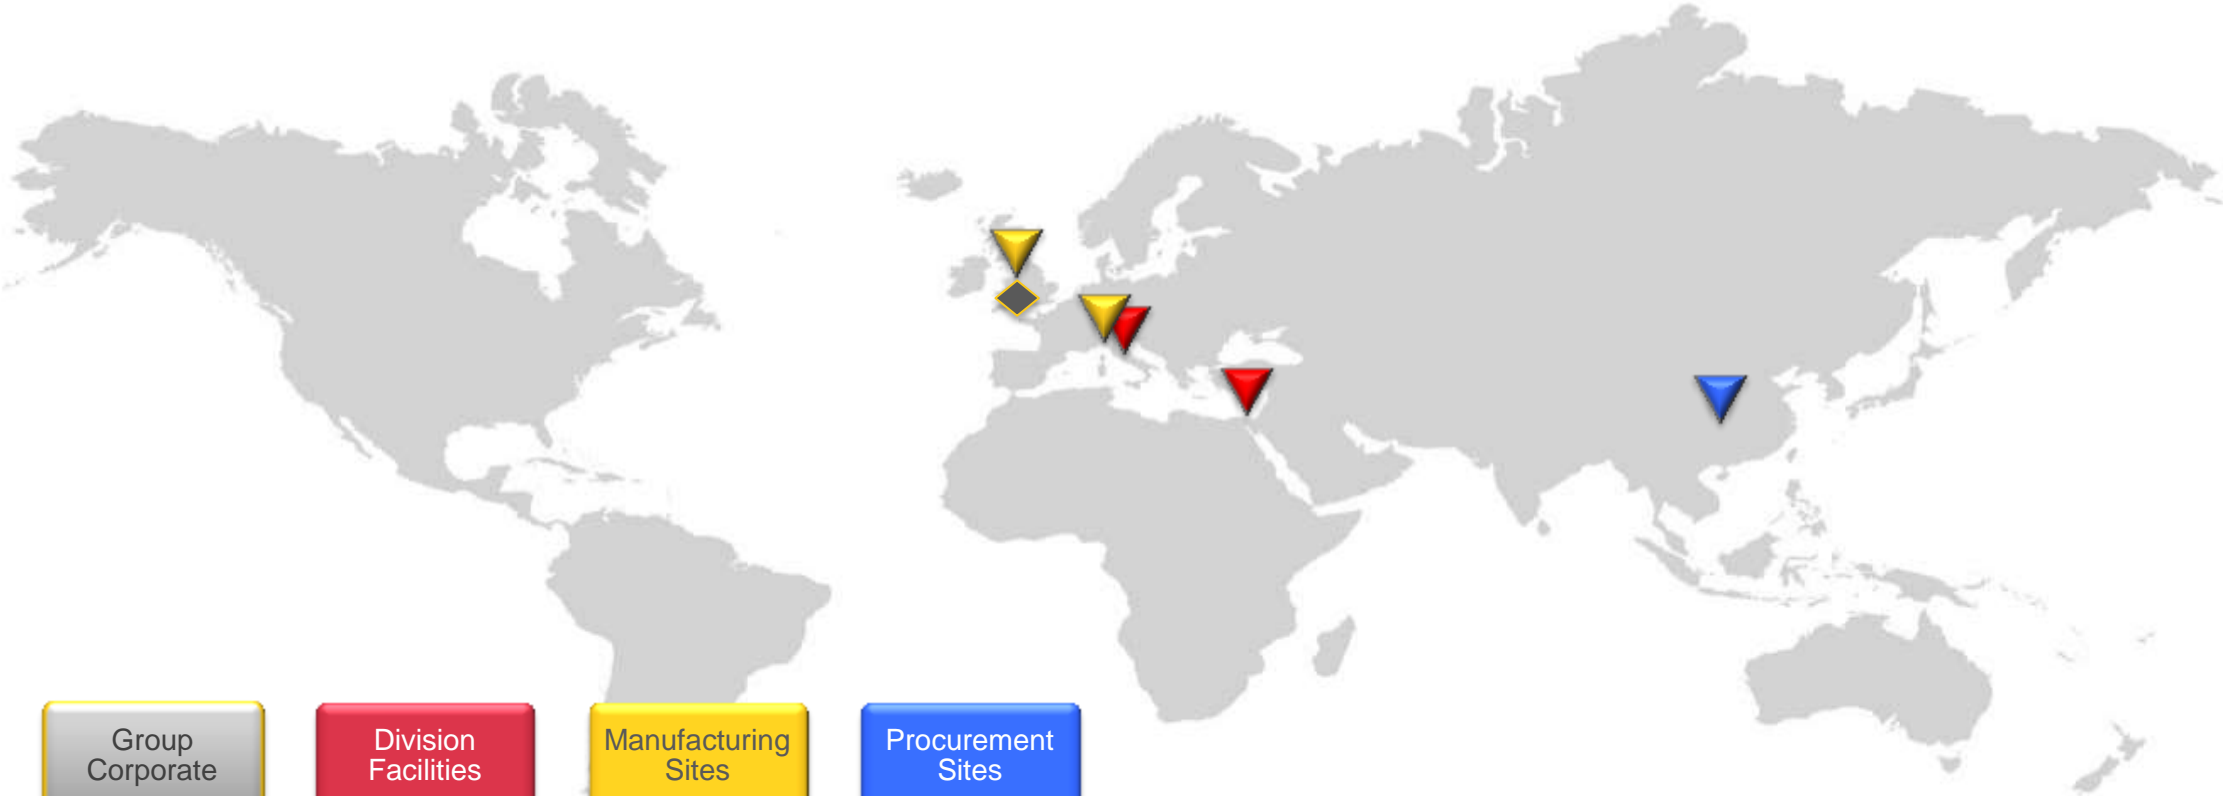 Group
Corporate
Division
Facilities
Manufacturing
Sites
Procurement
Sites